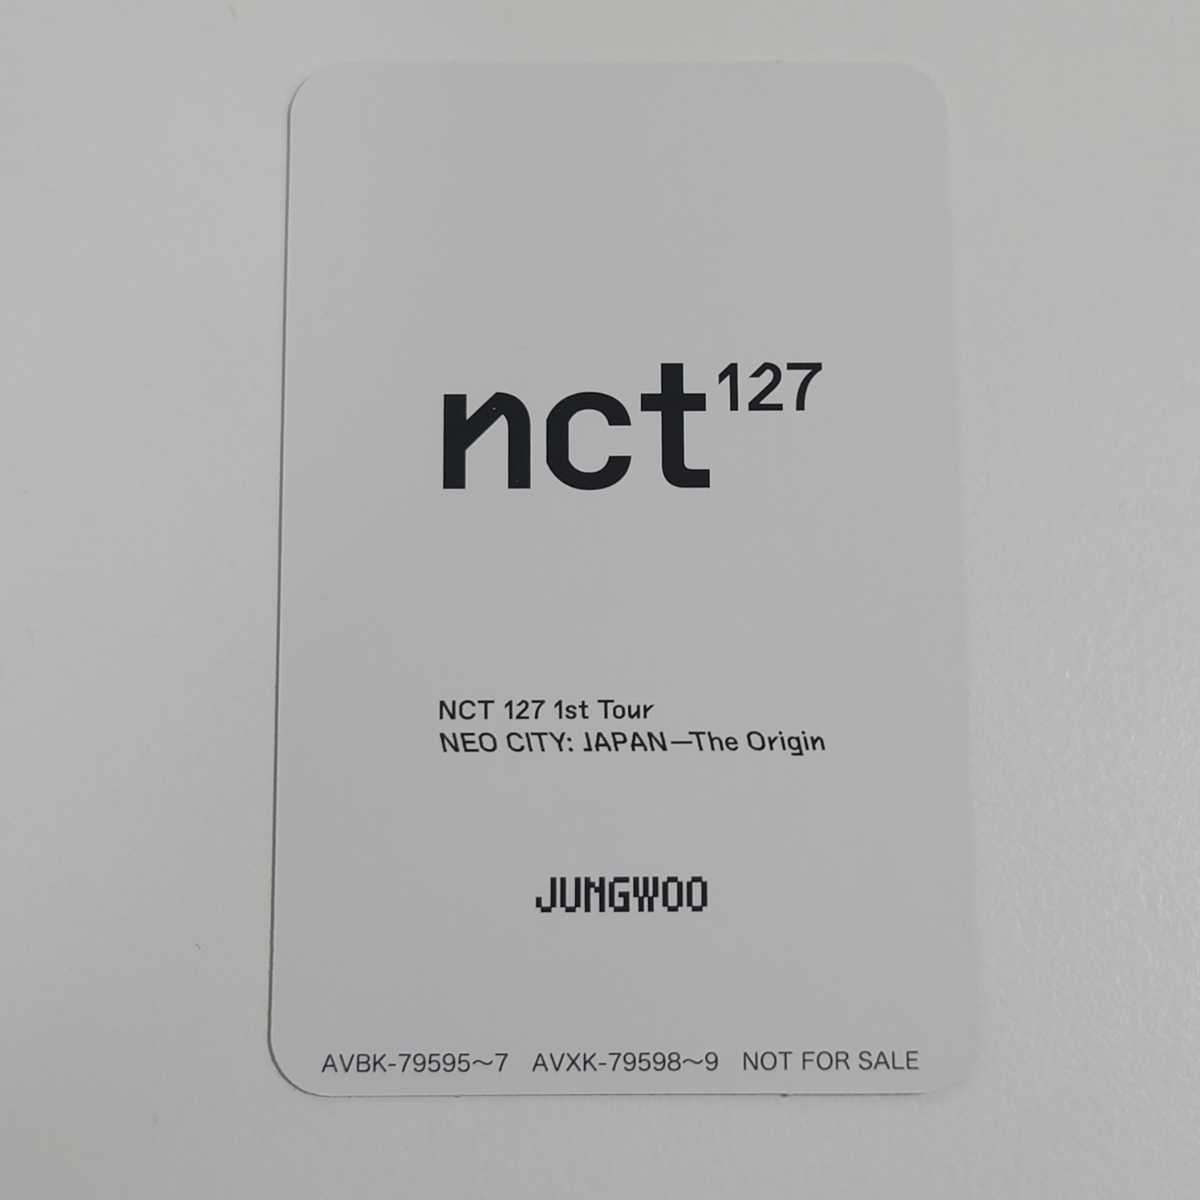 nct127
NCT 127 1st Tour
NEO CITY: JAPAN—The Origin
JUNGWOO
AVBK-79595～7 AVXK-79598～9 NOT FOR SALE